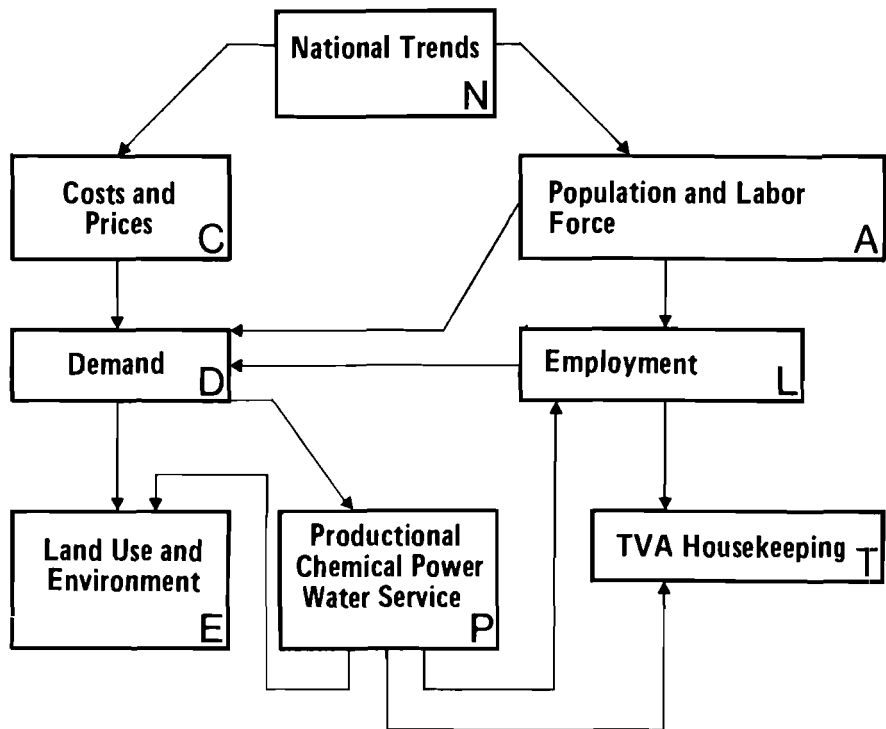 National Trends
N
Costs and
Prices
C
Population and Labor
Force
A
Demand
D
Employment
L
Land Use and
Environment
E
Productional
Chemical Power
Water Service
P
TVA Housekeeping
T